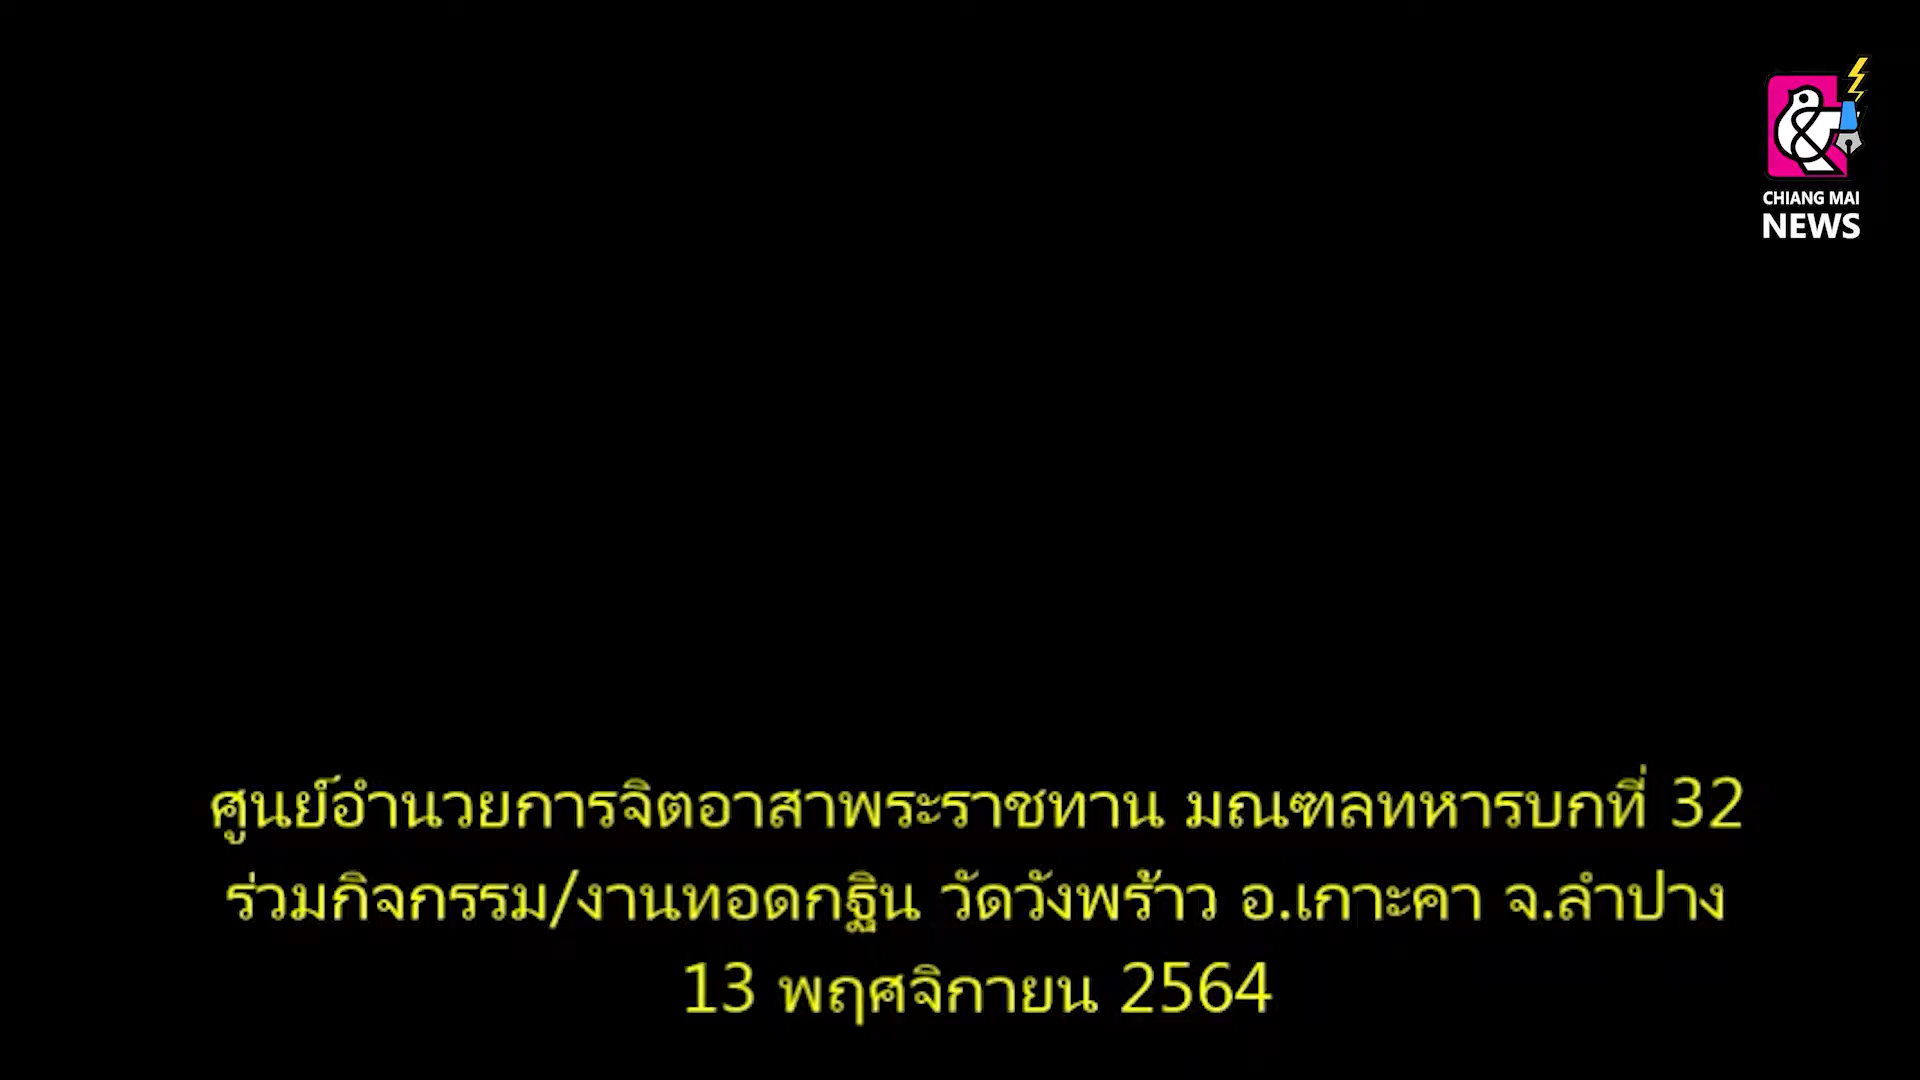 CHIANG MAI
NEWS
ศูนย์อำนวยการจิตอาสาพระราชทาน มณฑลทหารบกที่ 32
ร่วมกิจกรรม/งานทอดกฐิน วัดวังพร้าว อ.เกาะคา จ.ลำปาง
13 พฤศจิกายน 2564